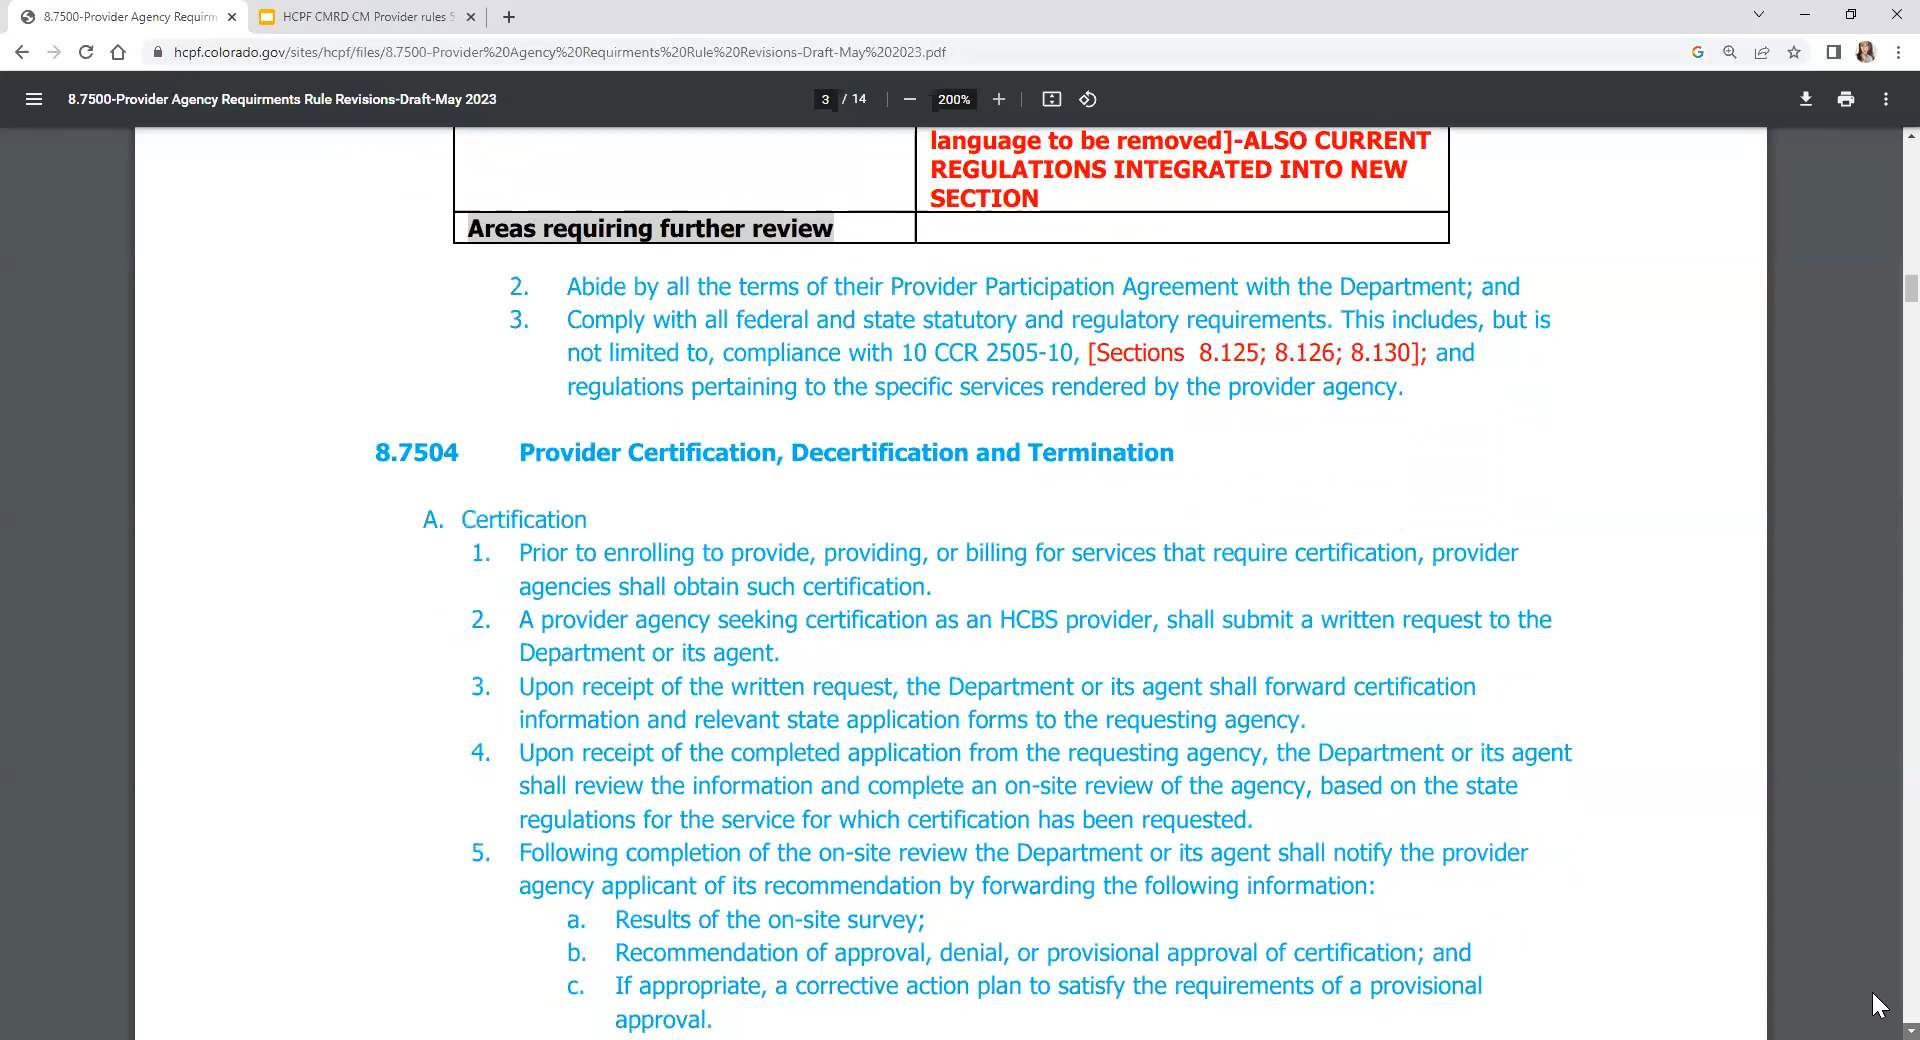 8.7500-Provider Agency Requirm
HCPF CMRD CM Provider rules 5
hcpf.colorado.gov/sites/hcpf/files/8.7500-Provider%20Agency%20Requirments%20Rule%20Revisions-Draft-May%202023.pdf
8.7500-Provider Agency Requirments Rule Revisions-Draft-May 2023
3 / 14
200%
language to be removed]-ALSO CURRENT
REGULATIONS INTEGRATED INTO NEW
SECTION
Areas requiring further review
2. Abide by all the terms of their Provider Participation Agreement with the Department; and
3. Comply with all federal and state statutory and regulatory requirements. This includes, but is
not limited to, compliance with 10 CCR 2505-10, [Sections 8.125; 8.126; 8.130]; and
regulations pertaining to the specific services rendered by the provider agency.
8.7504 Provider Certification, Decertification and Termination
A. Certification
1. Prior to enrolling to provide, providing, or billing for services that require certification, provider
agencies shall obtain such certification.
2. A provider agency seeking certification as an HCBS provider, shall submit a written request to the
Department or its agent.
3. Upon receipt of the written request, the Department or its agent shall forward certification
information and relevant state application forms to the requesting agency.
4. Upon receipt of the completed application from the requesting agency, the Department or its agent
shall review the information and complete an on-site review of the agency, based on the state
regulations for the service for which certification has been requested.
5. Following completion of the on-site review the Department or its agent shall notify the provider
agency applicant of its recommendation by forwarding the following information:
a. Results of the on-site survey;
b. Recommendation of approval, denial, or provisional approval of certification; and
c. If appropriate, a corrective action plan to satisfy the requirements of a provisional
approval.